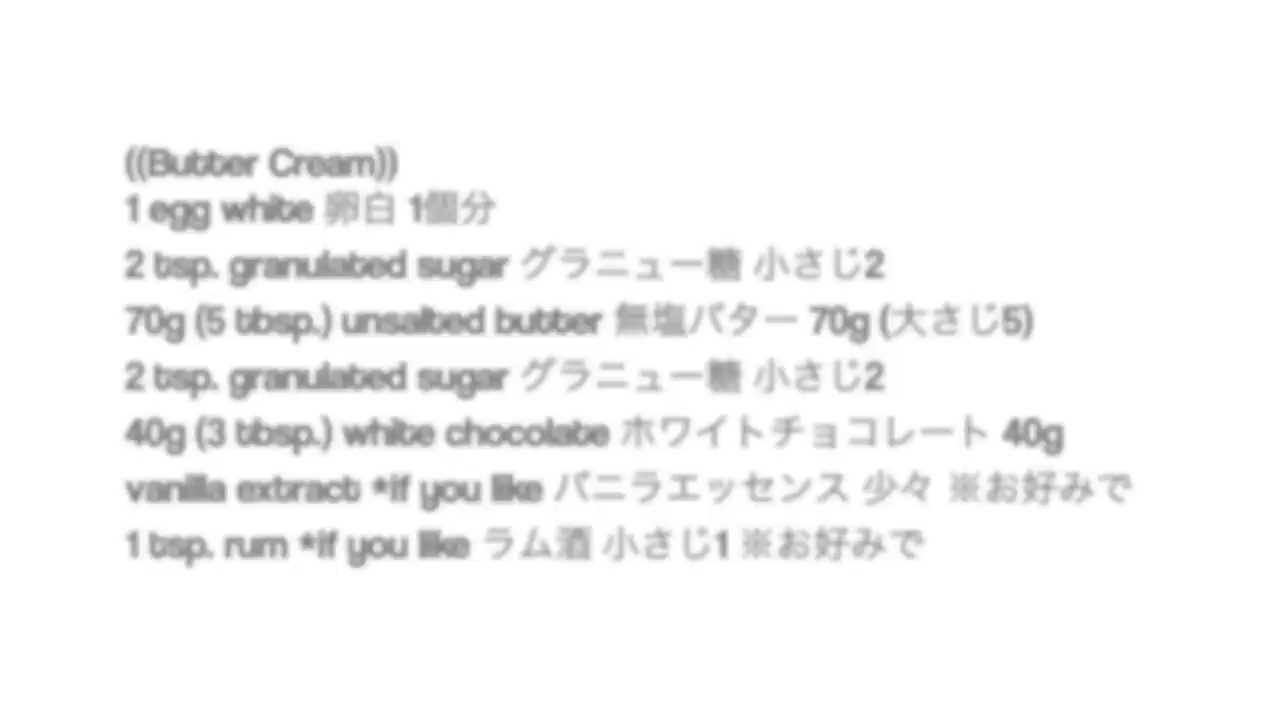 ((Butter Cream))
1 egg white 卵白 1個分
2 tsp. granulated sugar グラニュー糖 小さじ2
70g (5 tbsp.) unsalted butter 無塩バター 70g (大さじ5)
2 tsp. granulated sugar グラニュー糖 小さじ2
40g (3 tbsp.) white chocolate ホワイトチョコレート 40g
vanilla extract *if you like バニラエッセンス 少々 ※お好みで
1 tsp. rum *if you like ラム酒 小さじ1 ※お好みで